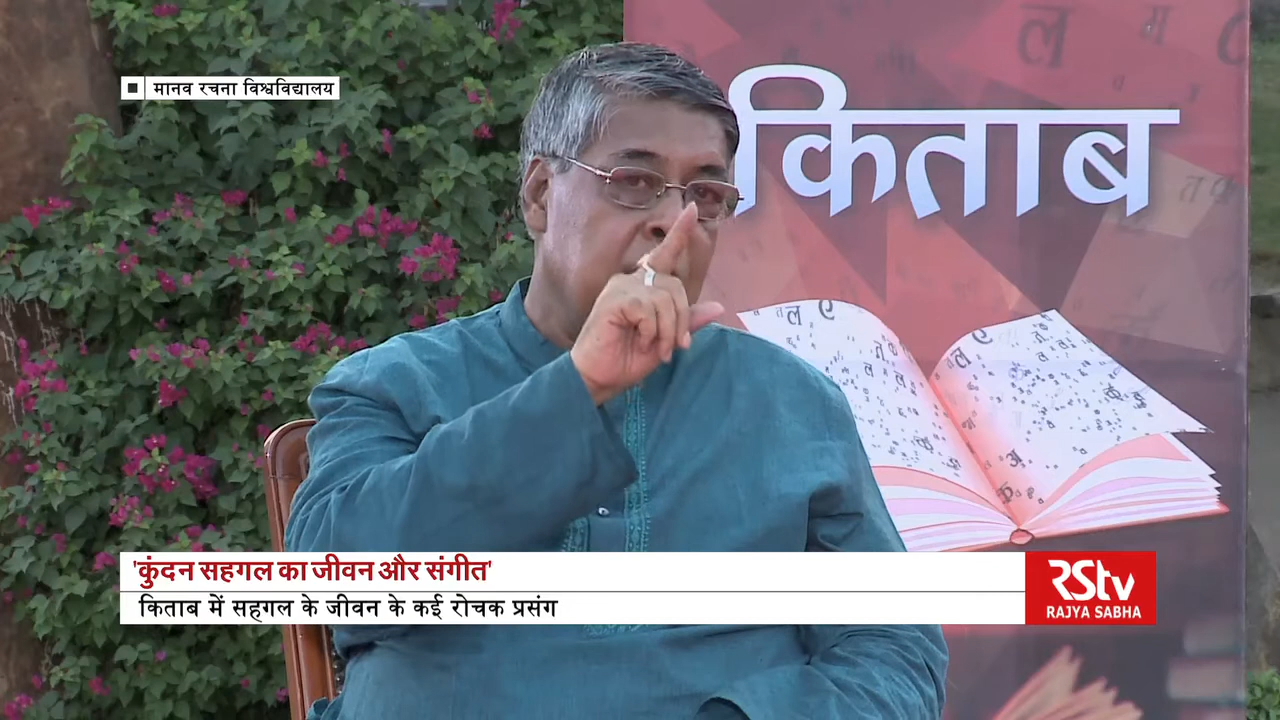 मानव रचना विश्वविद्यालय
किताब
'कुंदन सहगल का जीवन और संगीत'
किताब में सहगल के जीवन के कई रोचक प्रसंग
RStv
RAJYA SABHA